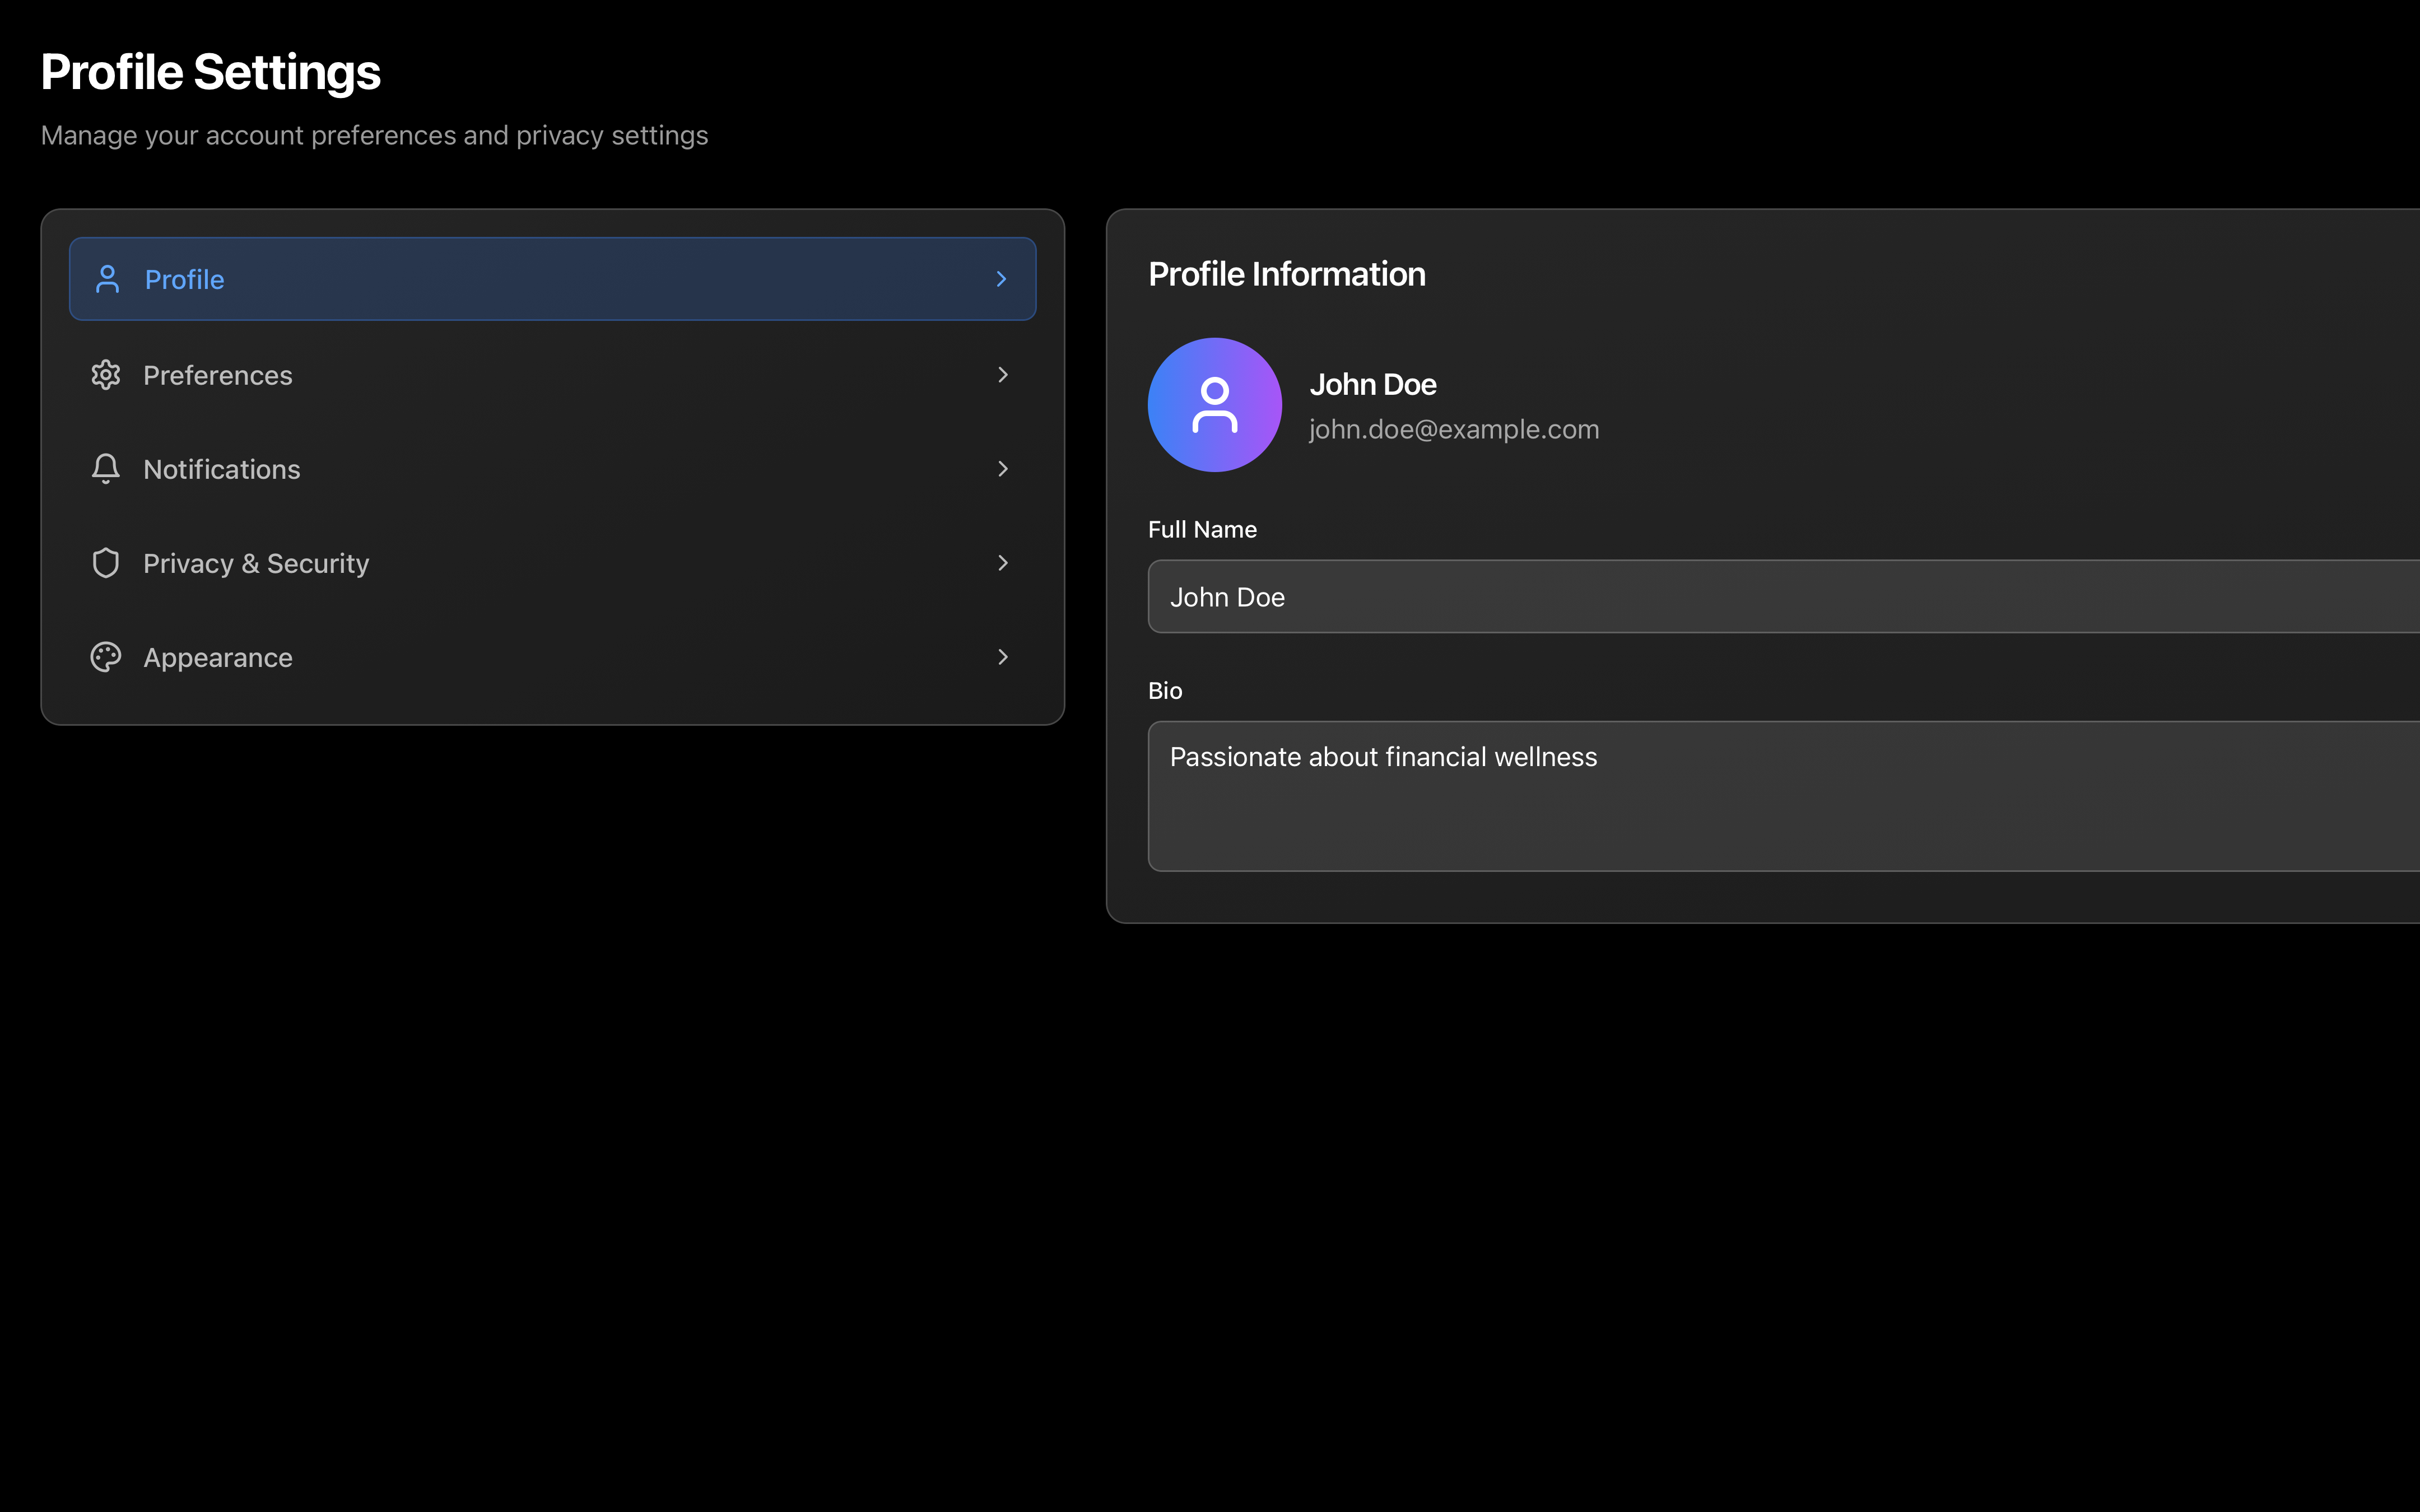 Profile Settings
Manage your account preferences and privacy settings
Profile
Preferences
Notifications
Privacy & Security
Appearance
Profile Information
John Doe
john.doe@example.com
Full Name
John Doe
Bio
Passionate about financial wellness